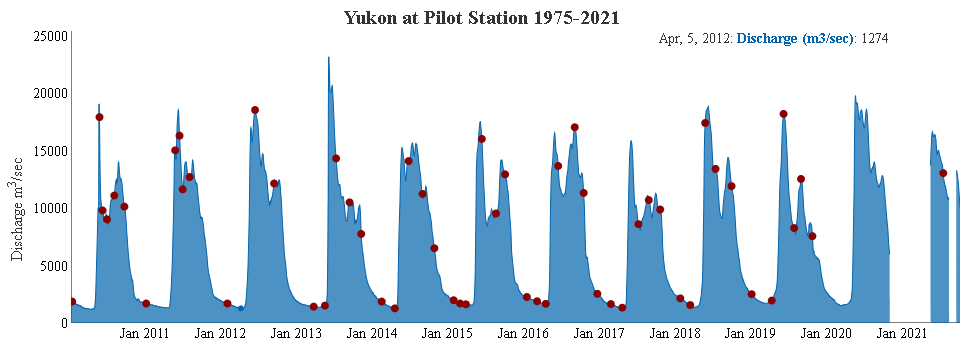 Yukon at Pilot Station 1975-2021
Apr, 5, 2012: Discharge (m3/sec): 1274
Discharge m³/sec
25000
20000
15000
10000
5000
0
Jan 2011 Jan 2012 Jan 2013 Jan 2014 Jan 2015 Jan 2016 Jan 2017 Jan 2018 Jan 2019 Jan 2020 Jan 2021